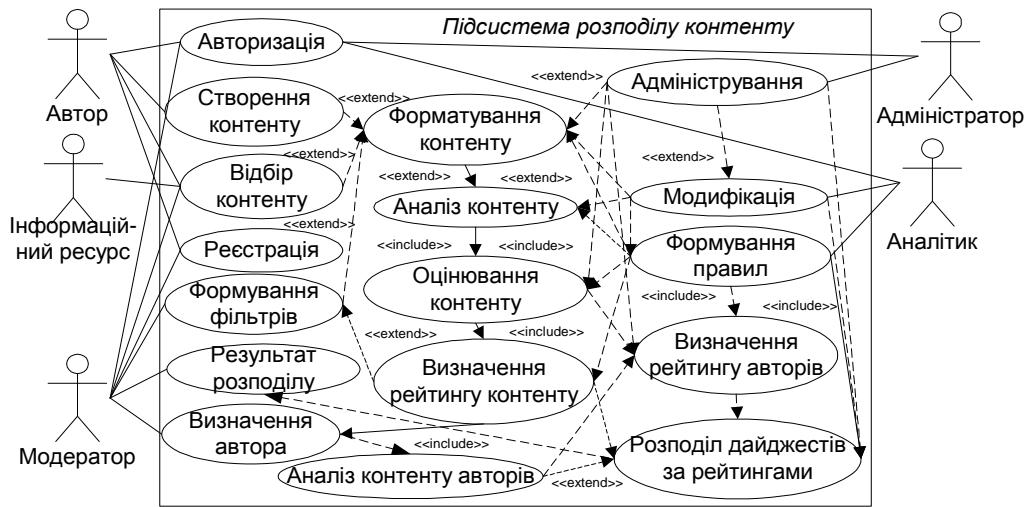 Підсистема розподілу контенту
Автор
Інформацій-
ний ресурс
Модератор
Адміністратор
Аналітик
Авторизація
Створення
контенту
Відбір
контенту
Реєстрація
Формування
фільтрів
Результат
розподілу
Визначення
автора
<<extend>>
<<extend>>
<<extend>>
Форматування
контенту
<<extend>>
<<extend>>
Аналіз контенту
<<include>>
<<include>>
Оцінювання
контенту
<<extend>>
<<include>>
Визначення
рейтингу контенту
<<include>>
Аналіз контенту авторів
<<extend>>
<<extend>>
Адміністрування
<<extend>>
Модифікація
Формування
правил
<<include>>
<<include>>
Визначення
рейтингу авторів
Розподіл дайджестів
за рейтингами